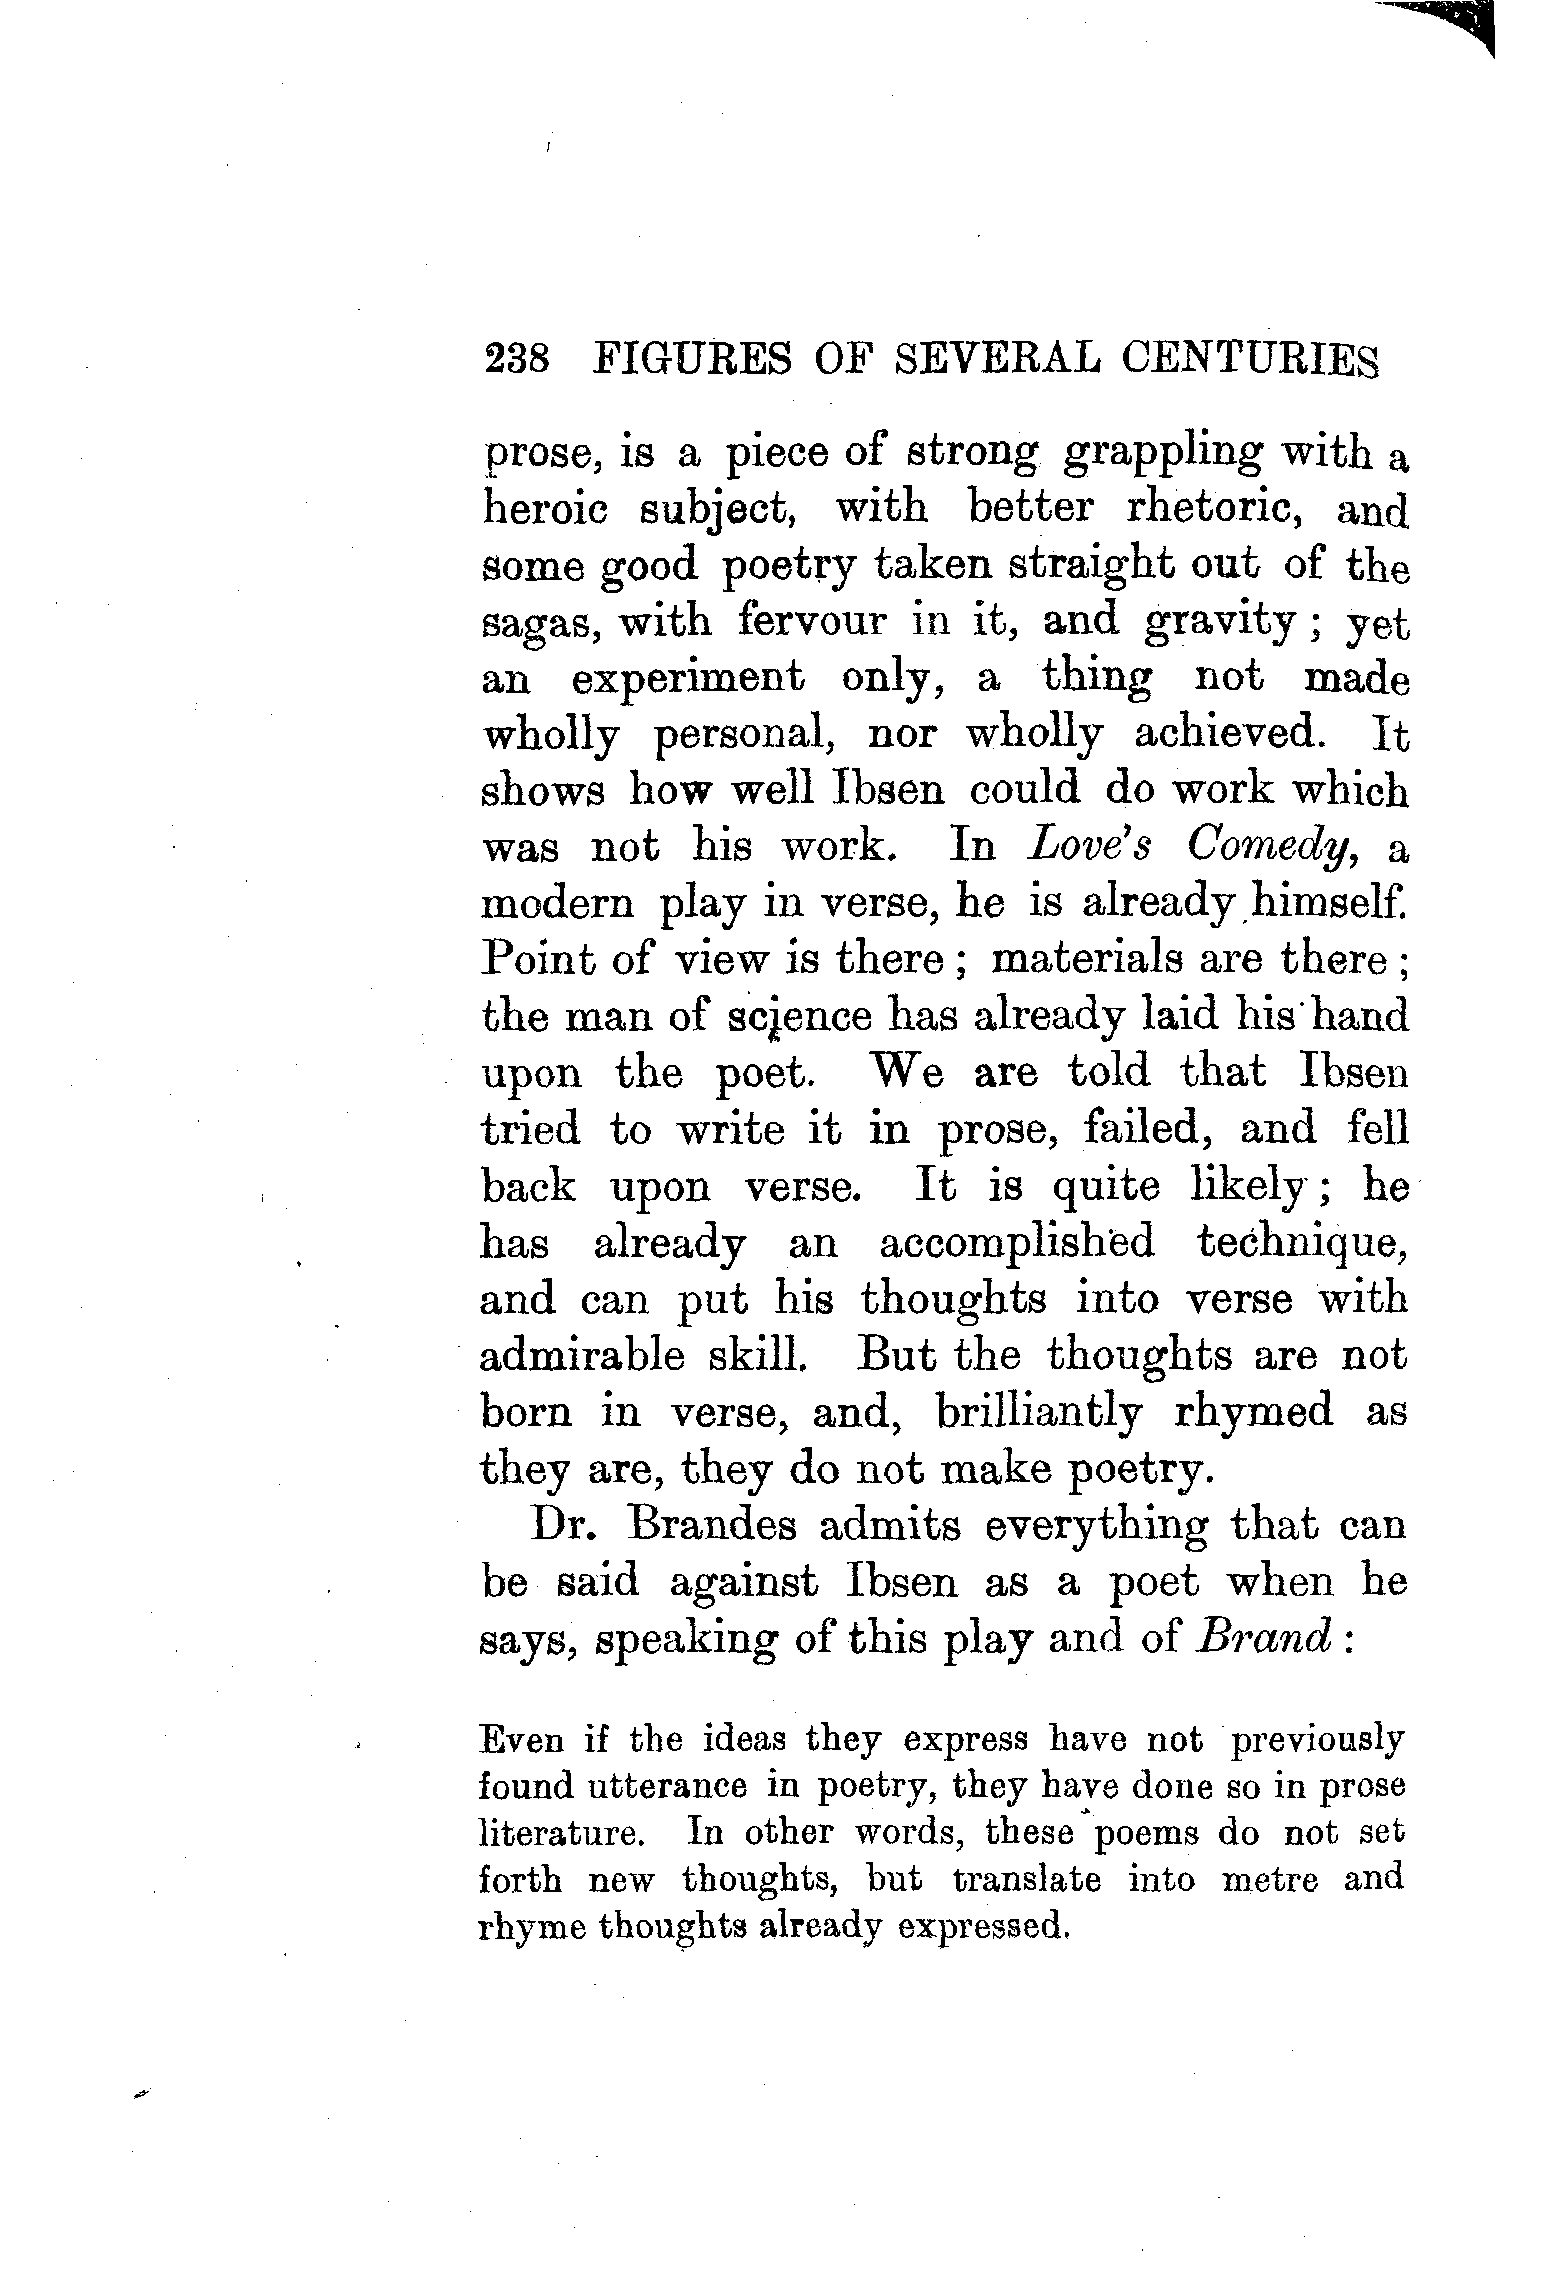 238 FIGURES OF SEVERAL CENTURIES
prose, is a piece of strong grappling with a
heroic subject, with better rhetoric, and
some good poetry taken straight out of the
sagas, with fervour in it, and gravity ; yet
an experiment only, a thing not made
wholly personal, nor wholly achieved. It
shows how well Ibsen could do work which
was not his work. In Love's Comedy, a
modern play in verse, he is already himself.
Point of view is there ; materials are there ;
the man of science has already laid his hand
upon the poet. We are told that Ibsen
tried to write it in prose, failed, and fell
back upon verse. It is quite likely ; he
has already an accomplished technique,
and can put his thoughts into verse with
admirable skill. But the thoughts are not
born in verse, and, brilliantly rhymed as
they are, they do not make poetry.
Dr. Brandes admits everything that can
be said against Ibsen as a poet when he
says, speaking of this play and of Brand :
Even if the ideas they express have not previously
found utterance in poetry, they have done so in prose
literature. In other words, these poems do not set
forth new thoughts, but translate into metre and
rhyme thoughts already expressed.